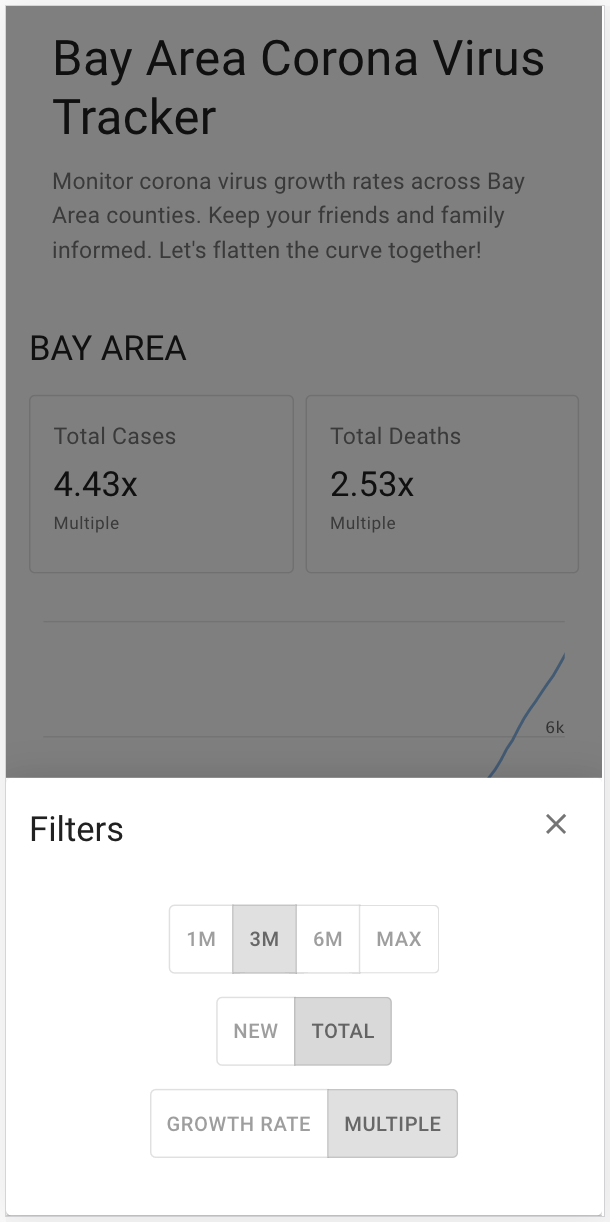 Bay Area Corona Virus
Tracker
Monitor corona virus growth rates across Bay
Area counties. Keep your friends and family
informed. Let's flatten the curve together!
BAY AREA
Total Cases
4.43x
Multiple
Total Deaths
2.53x
Multiple
6k
Filters
1M 3M 6M MAX
NEW TOTAL
GROWTH RATE MULTIPLE